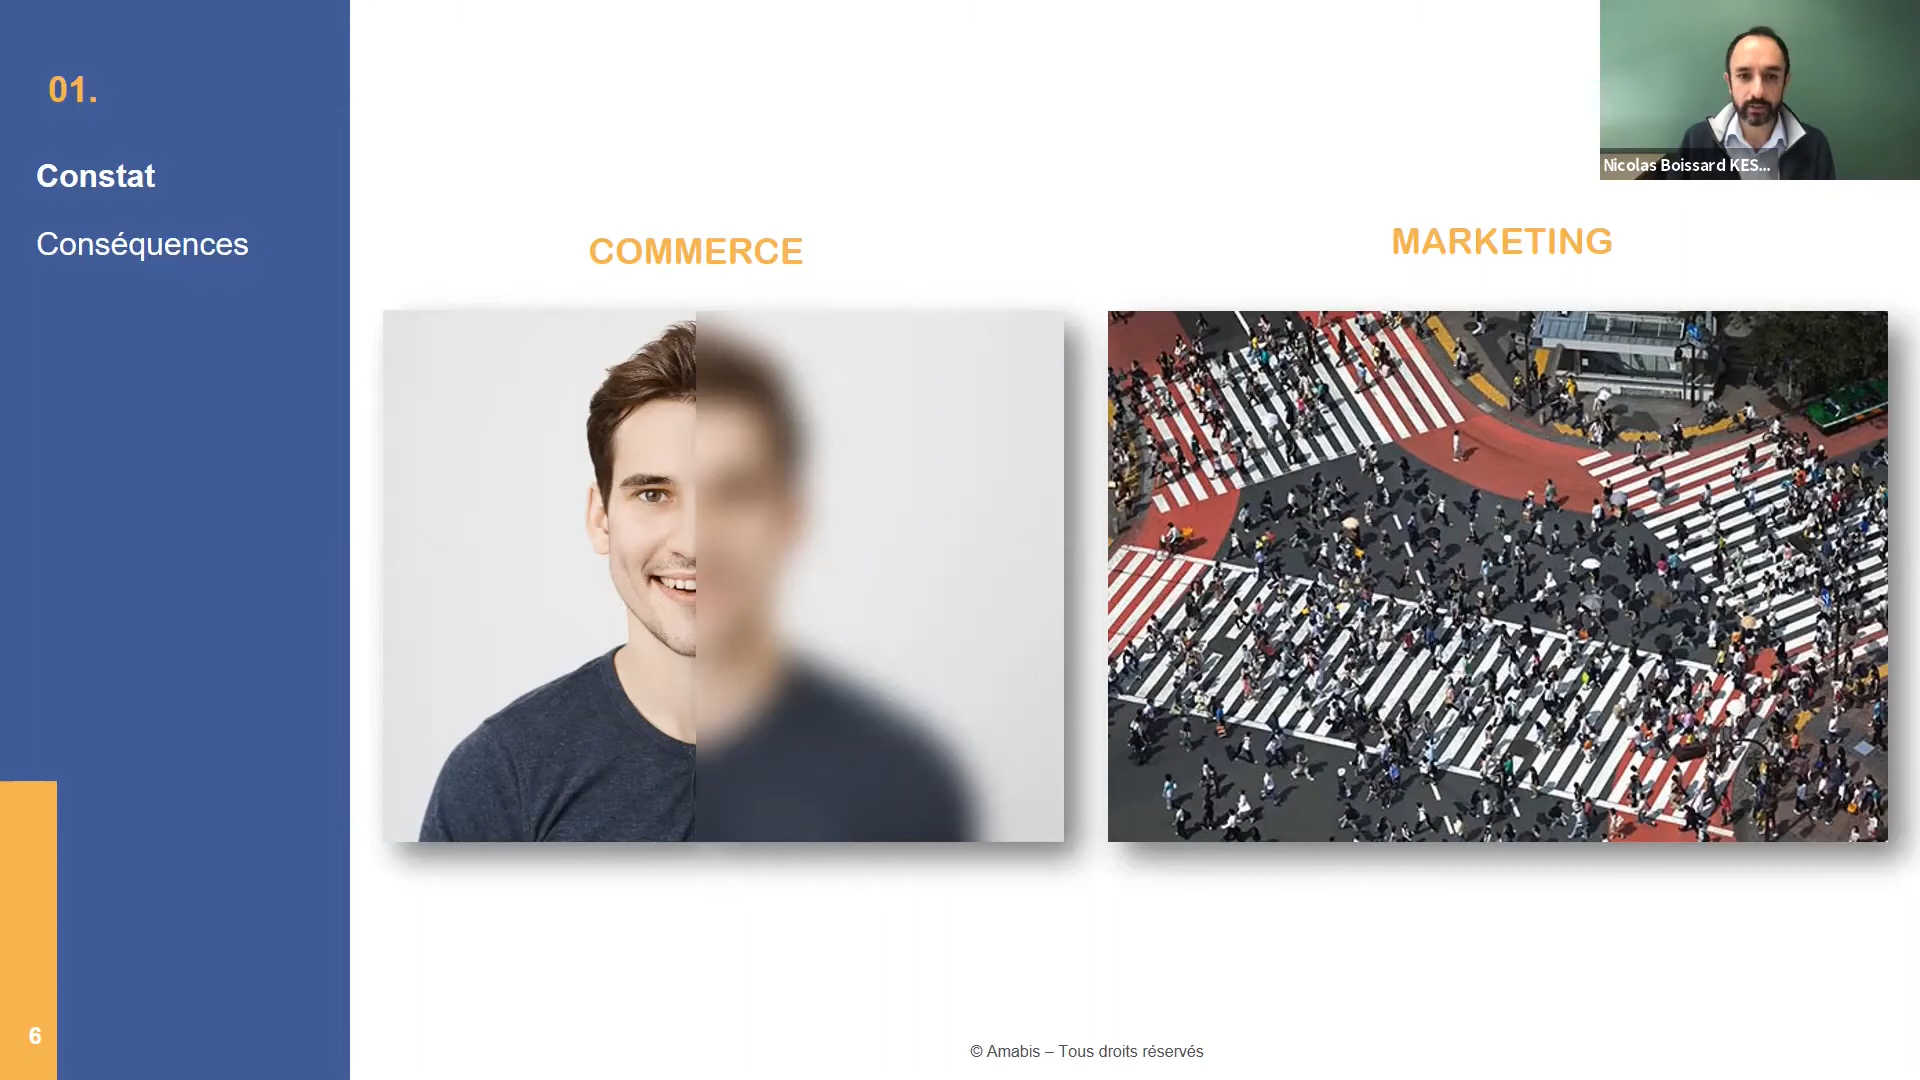 01.
Constat
Conséquences
Nicolas Boissard KES...
COMMERCE
MARKETING
6
© Amabis – Tous droits réservés